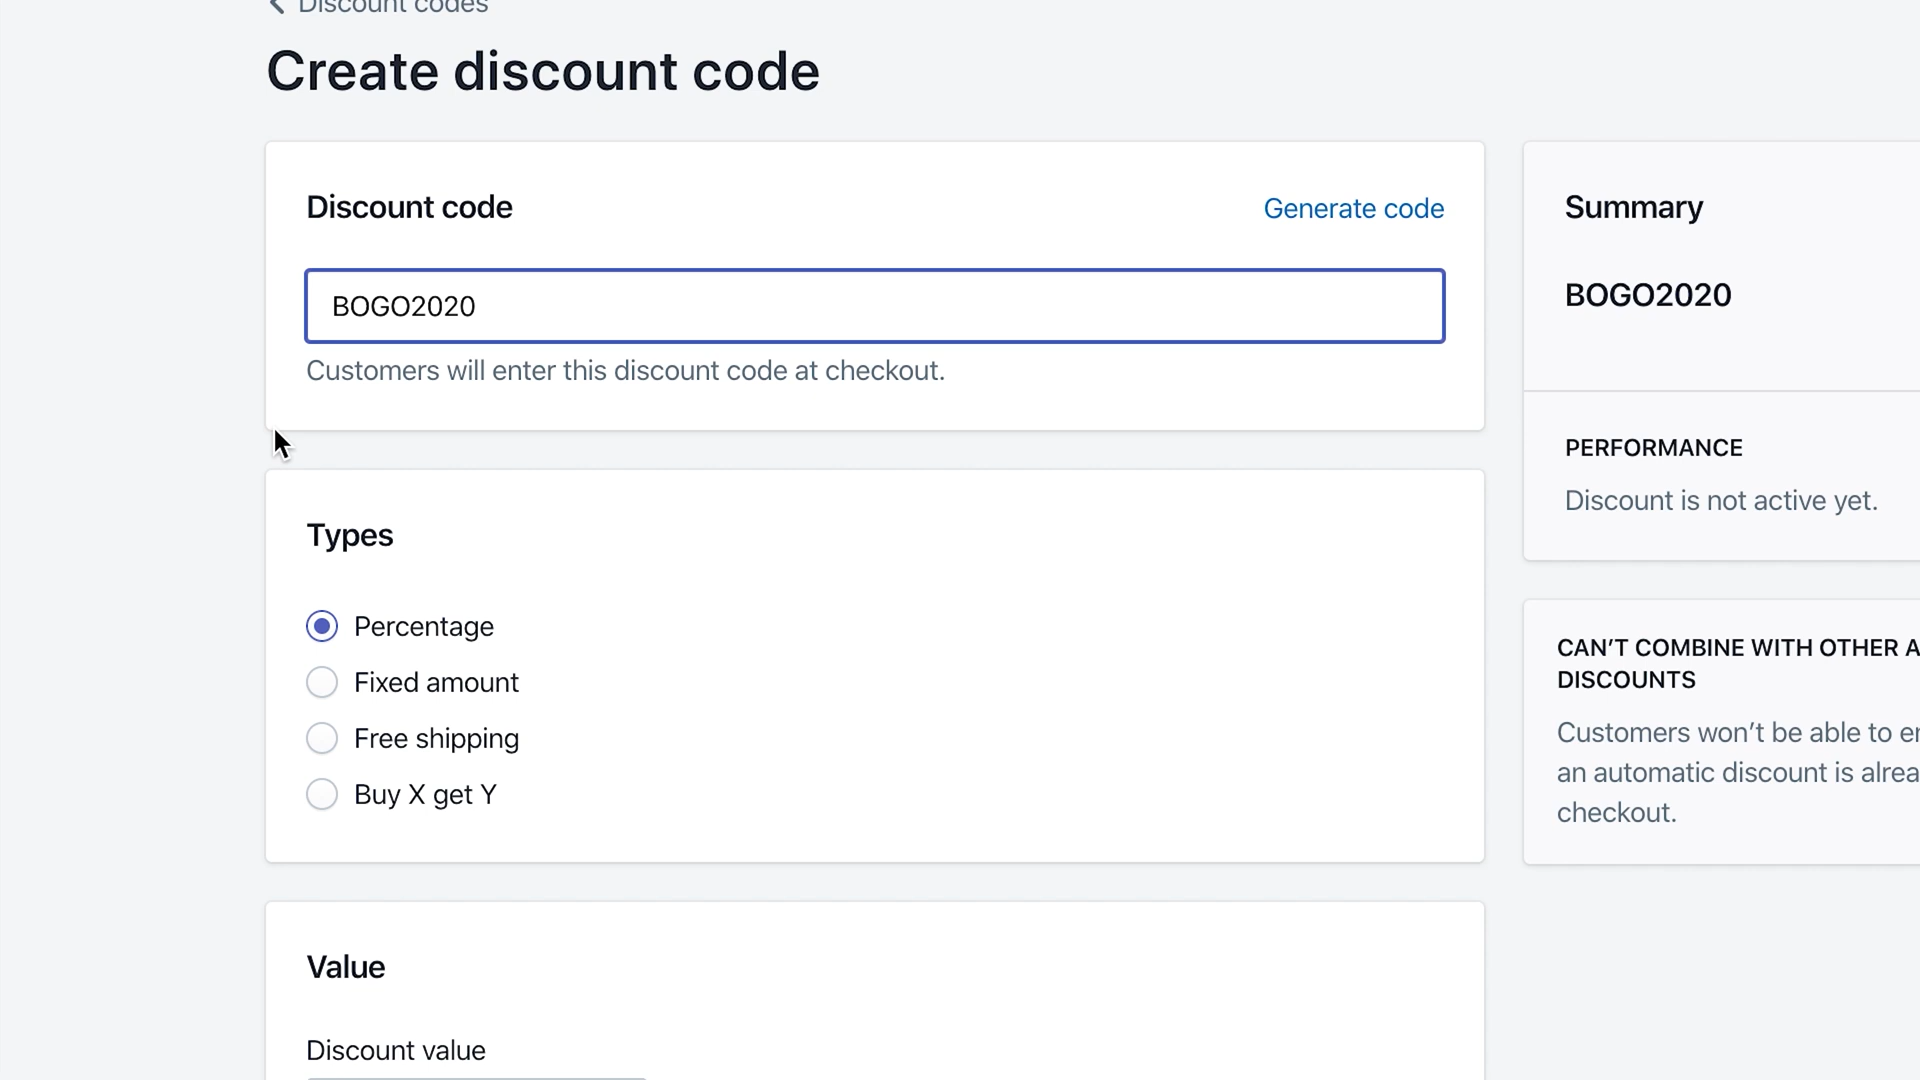 Discount codes
Create discount code
Discount code
Generate code
BOGO2020
Customers will enter this discount code at checkout.
Types
Percentage
Fixed amount
Free shipping
Buy X get Y
Value
Discount value
Summary
BOGO2020
PERFORMANCE
Discount is not active yet.
CAN'T COMBINE WITH OTHER A
DISCOUNTS
Customers won't be able to
an automatic discount is
checkout.